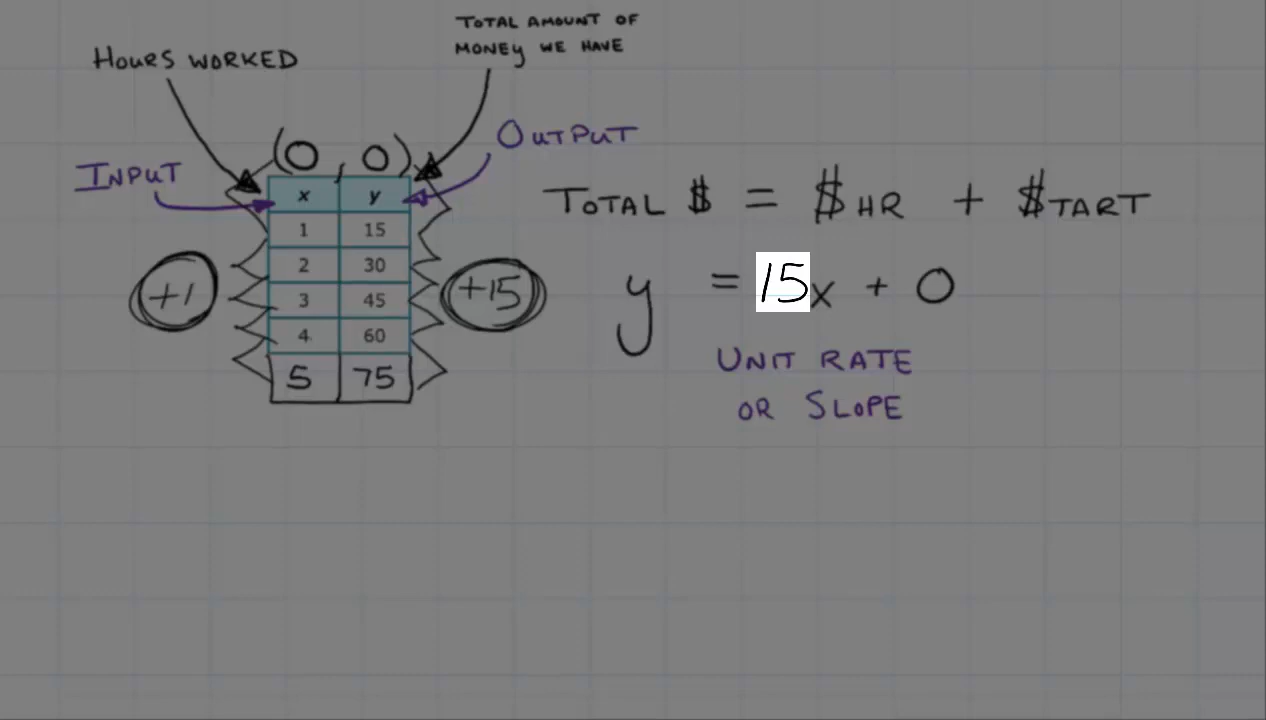 TOTAL AMOUNT OF
MONEY WE HAVE
HOURS WORKED
OUTPUT
INPUT
(0, 0)
x y
1 15
2 30
3 45
4 60
5 75
+1
+15
TOTAL $ = $HR + $TART
y = 15x + 0
UNIT RATE
OR SLOPE